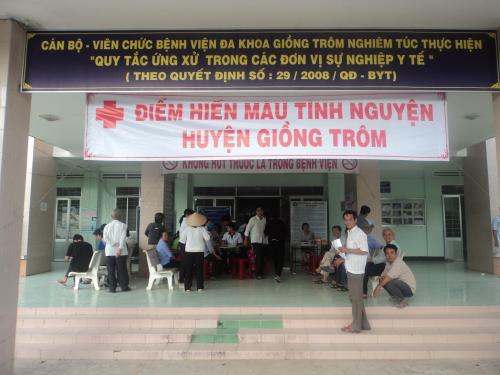 CÁN BỘ - VIÊN CHỨC BỆNH VIỆN ĐA KHOA GIỒNG TRÔM NGHIÊM TÚC THỰC HIỆN
"QUY TẮC ỨNG XỬ TRONG CÁC ĐƠN VỊ SỰ NGHIỆP Y TẾ "
( THEO QUYẾT ĐỊNH SỐ : 29 / 2008 / QĐ - BYT )
ĐIỂM HIẾN MÁU TÌNH NGUYỆN
HUYỆN GIỒNG TRÔM
KHÔNG HÚT THUỐC LÁ TRONG BỆNH VIỆN